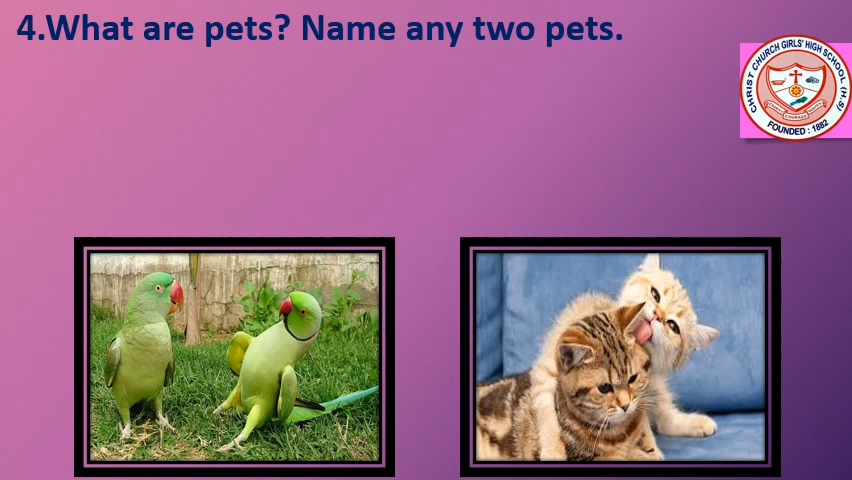 4.What are pets? Name any two pets.
CHRIST CHURCH GIRLS' HIGH SCHOOL (H.S)
FOUNDED : 1882